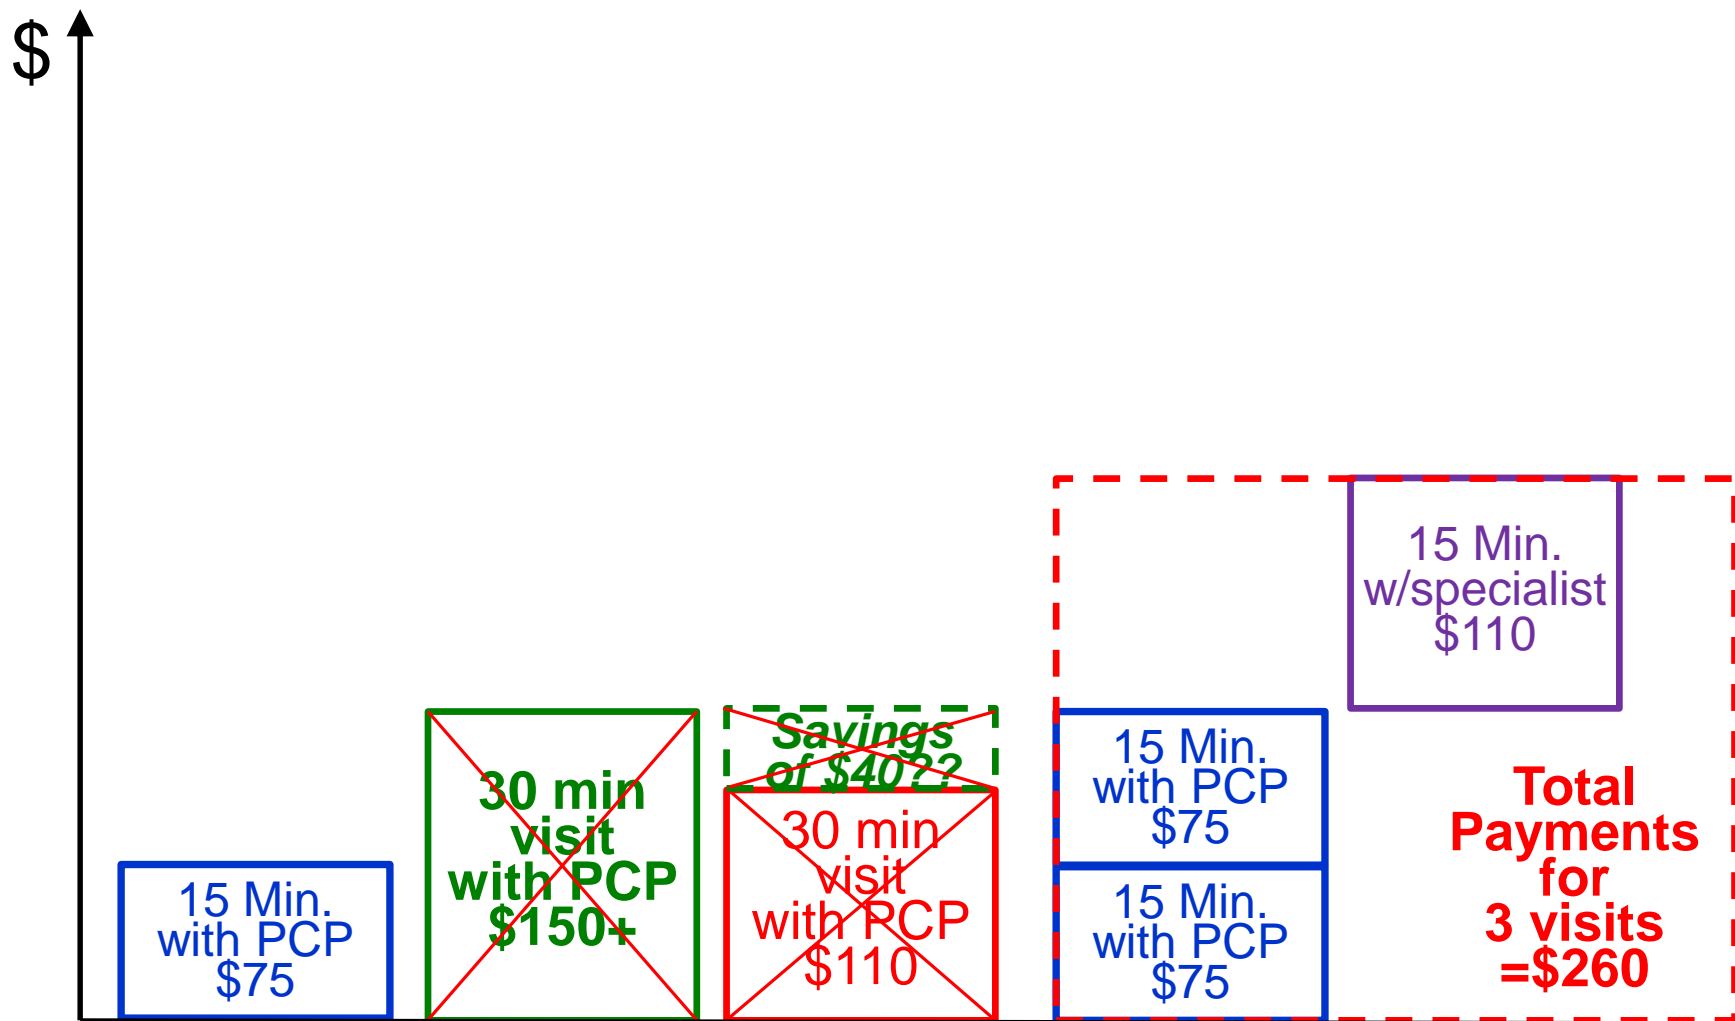 $
15 Min.
with PCP
$75
30 min
visit
with PCP
$150+
Savings
of $40??
30 min
visit
with PCP
$110
15 Min.
with PCP
$75
15 Min.
with PCP
$75
15 Min.
w/specialist
$110
Total
Payments
for
3 visits
=$260